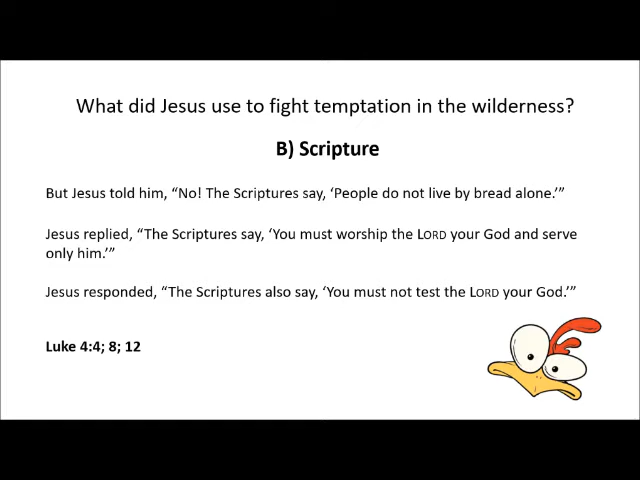 What did Jesus use to fight temptation in the wilderness?
B) Scripture
But Jesus told him, “No! The Scriptures say, ‘People do not live by bread alone.’”
Jesus replied, “The Scriptures say, ‘You must worship the LORD your God and serve
only him.’”
Jesus responded, “The Scriptures also say, ‘You must not test the LORD your God.’”
Luke 4:4; 8; 12